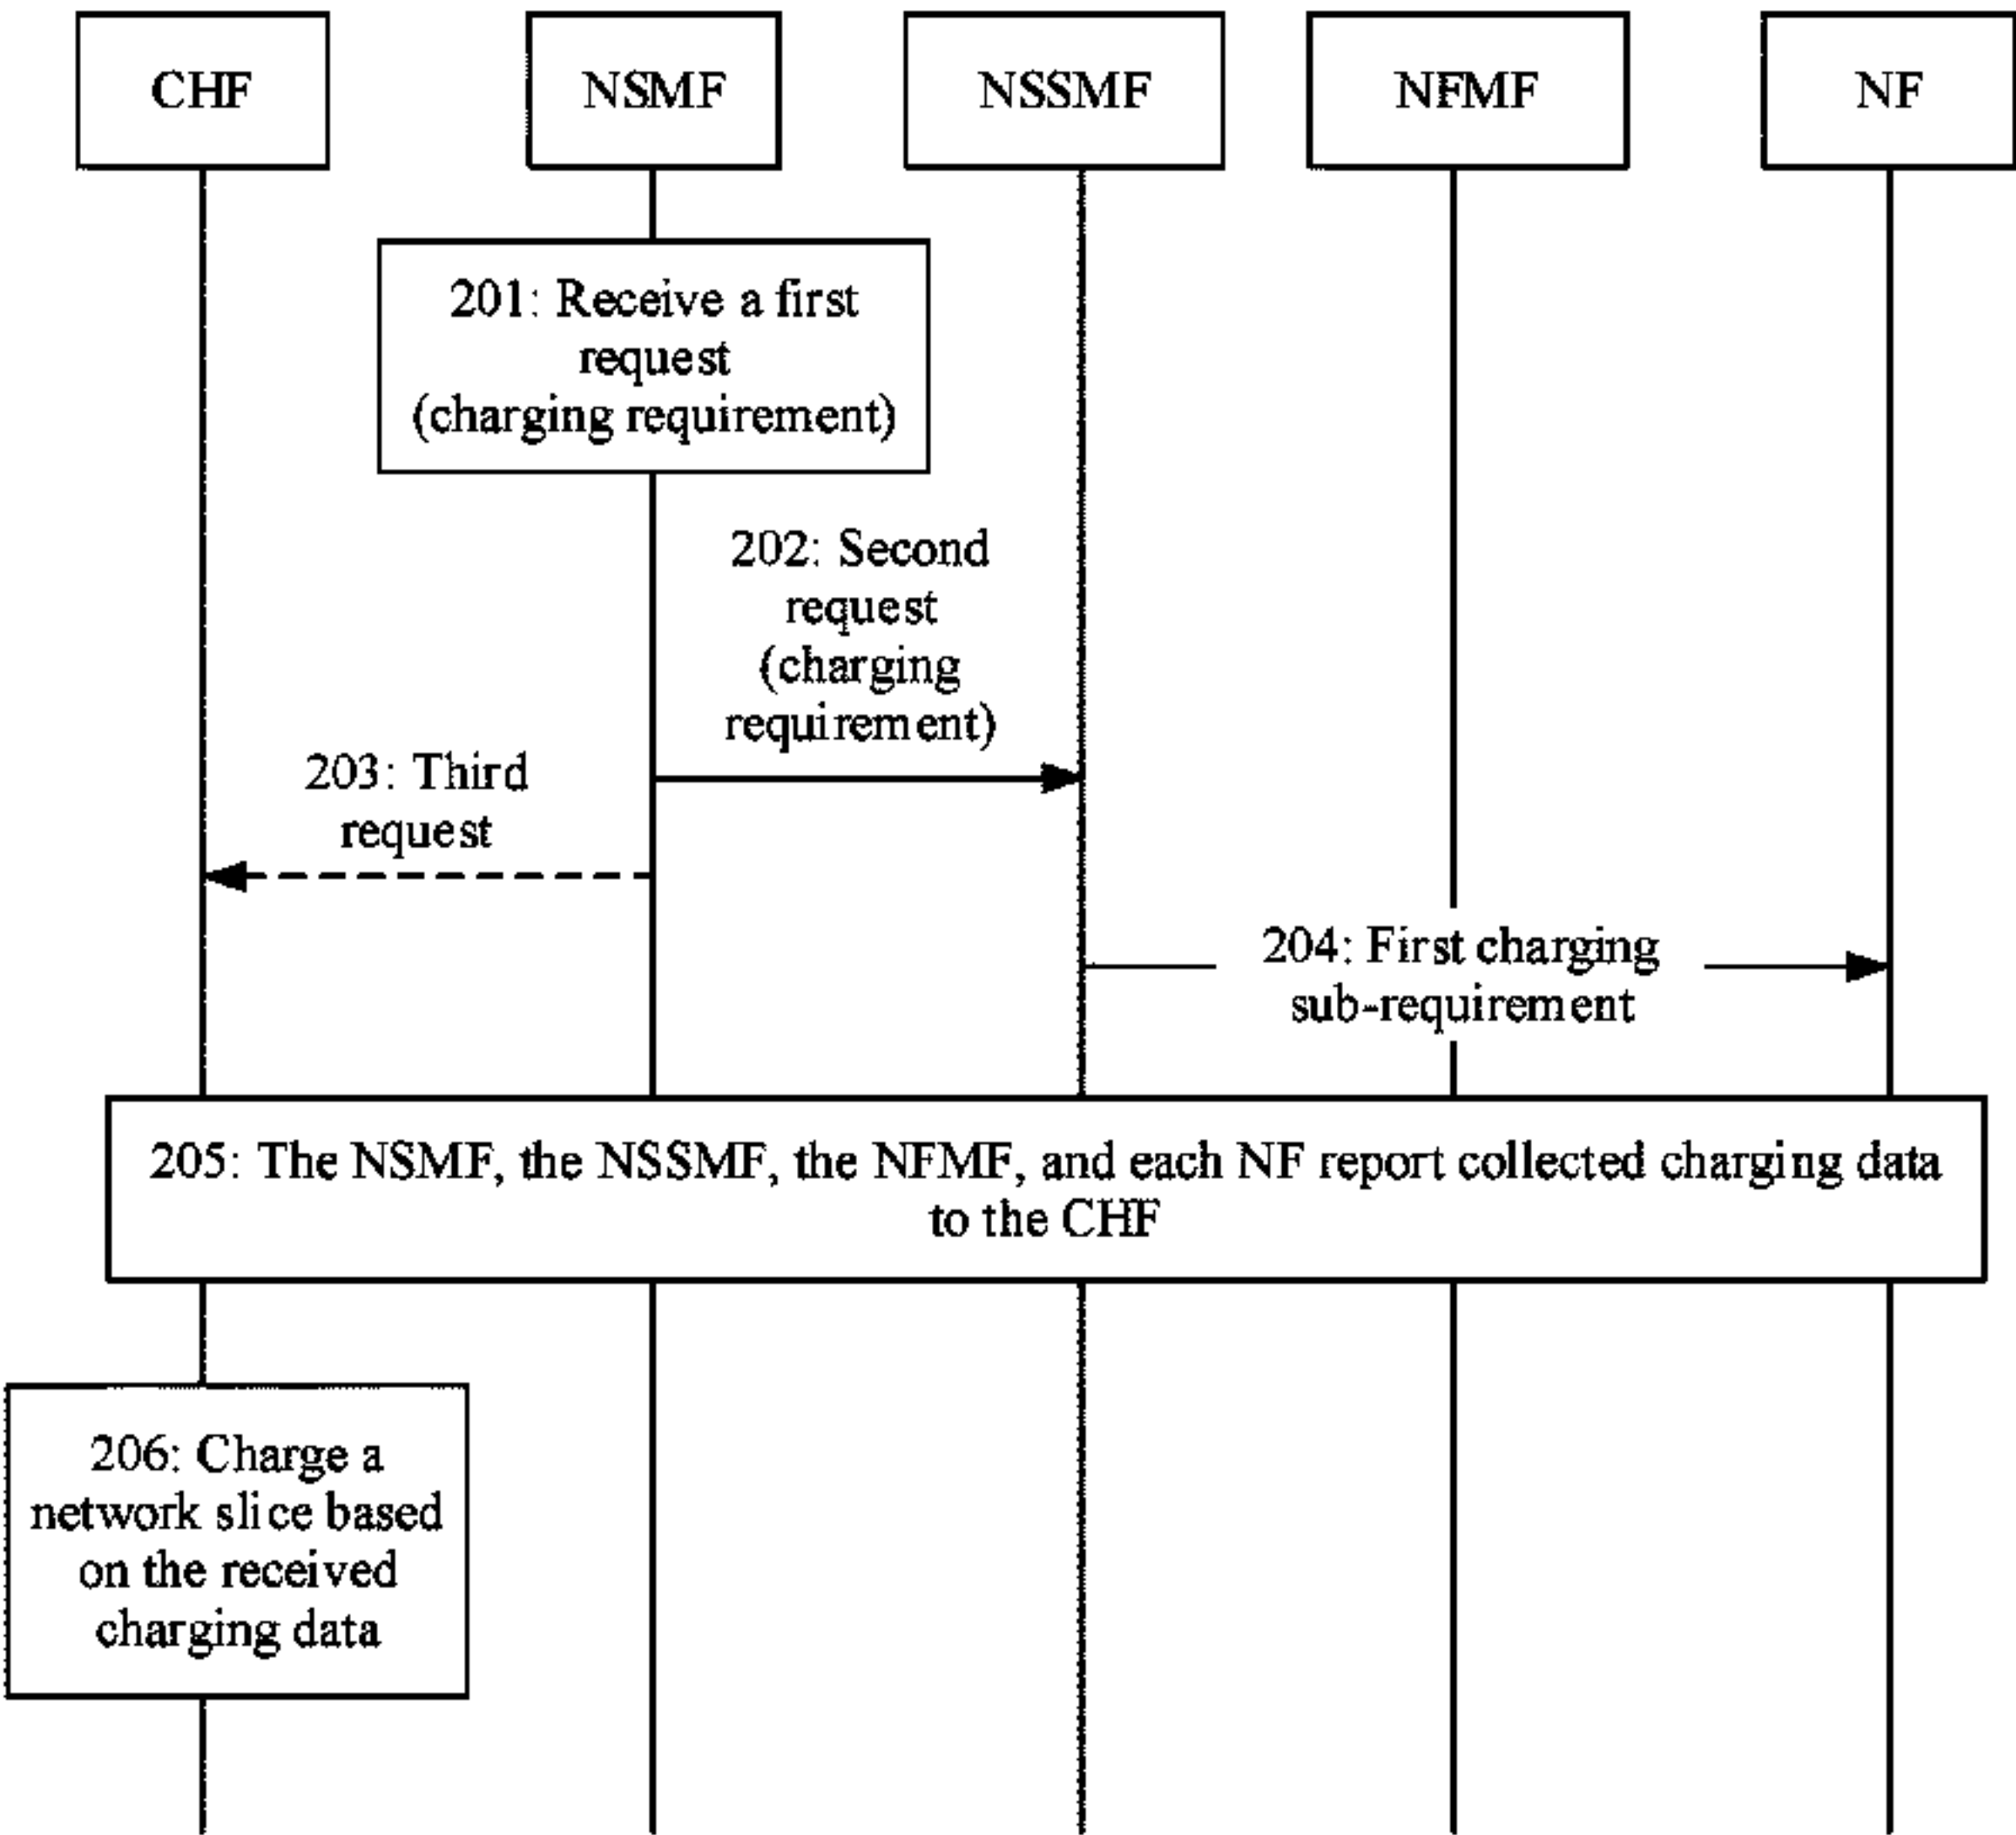 CHF
NSMF
NSSMF
NFMF
NF
201: Receive a first
request
(charging requirement)
202: Second
request
(charging
requirement)
203: Third
request
204: First charging
sub-requirement
205: The NSMF, the NSSMF, the NFMF, and each NF report collected charging data
to the CHF
206: Charge a
network slice based
on the received
charging data